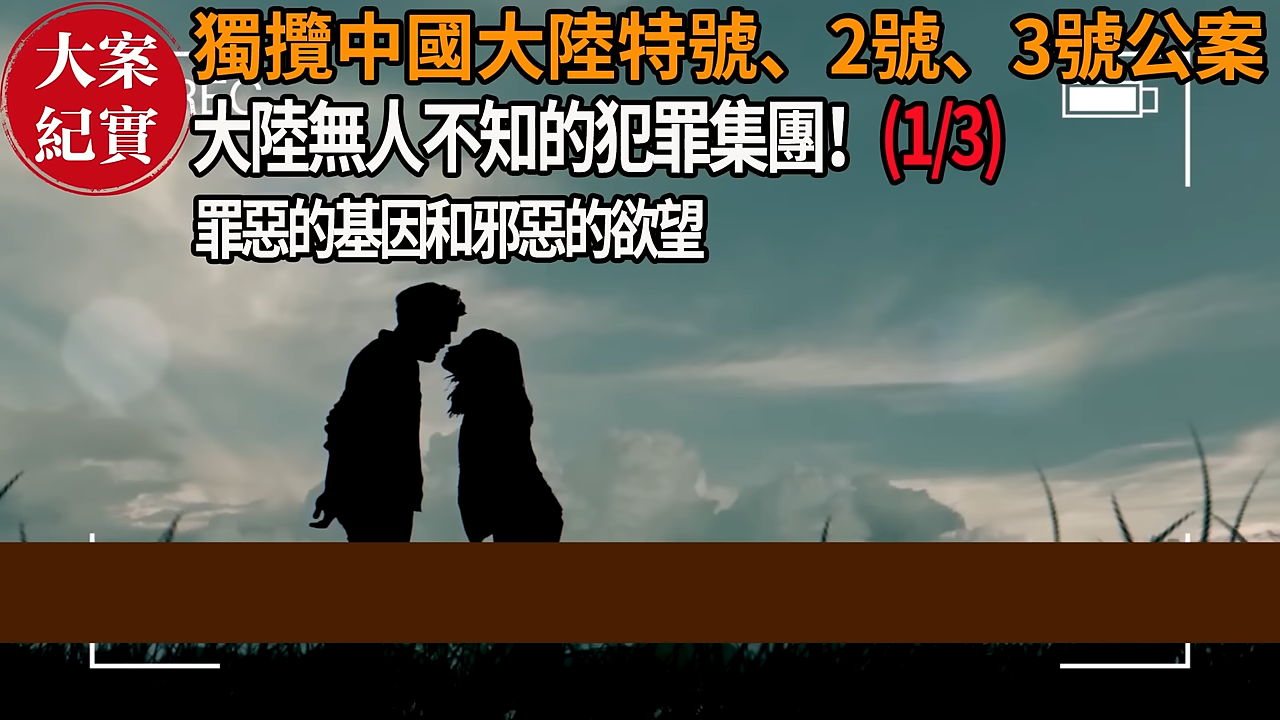 大案
紀實
REC
獨攬中國大陸特號、2號、3號公案
大陸無人不知的犯罪集團！(1/3)
罪惡的基因和邪惡的欲望